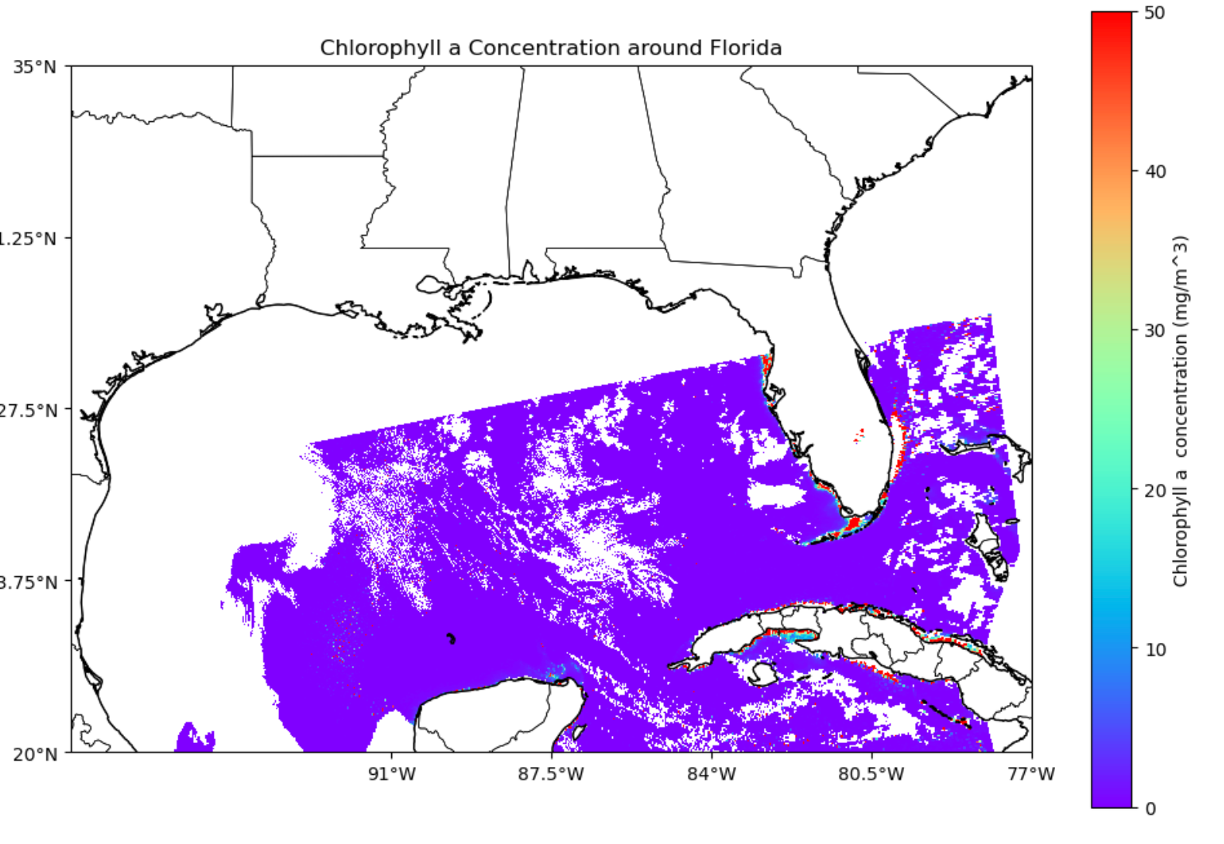 Chlorophyll a Concentration around Florida
35°N
1.25°N
27.5°N
3.75°N
20°N
91°W
87.5°W
84°W
80.5°W
77°W
50
40
30
20
10
0
Chlorophyll a concentration (mg/m^3)